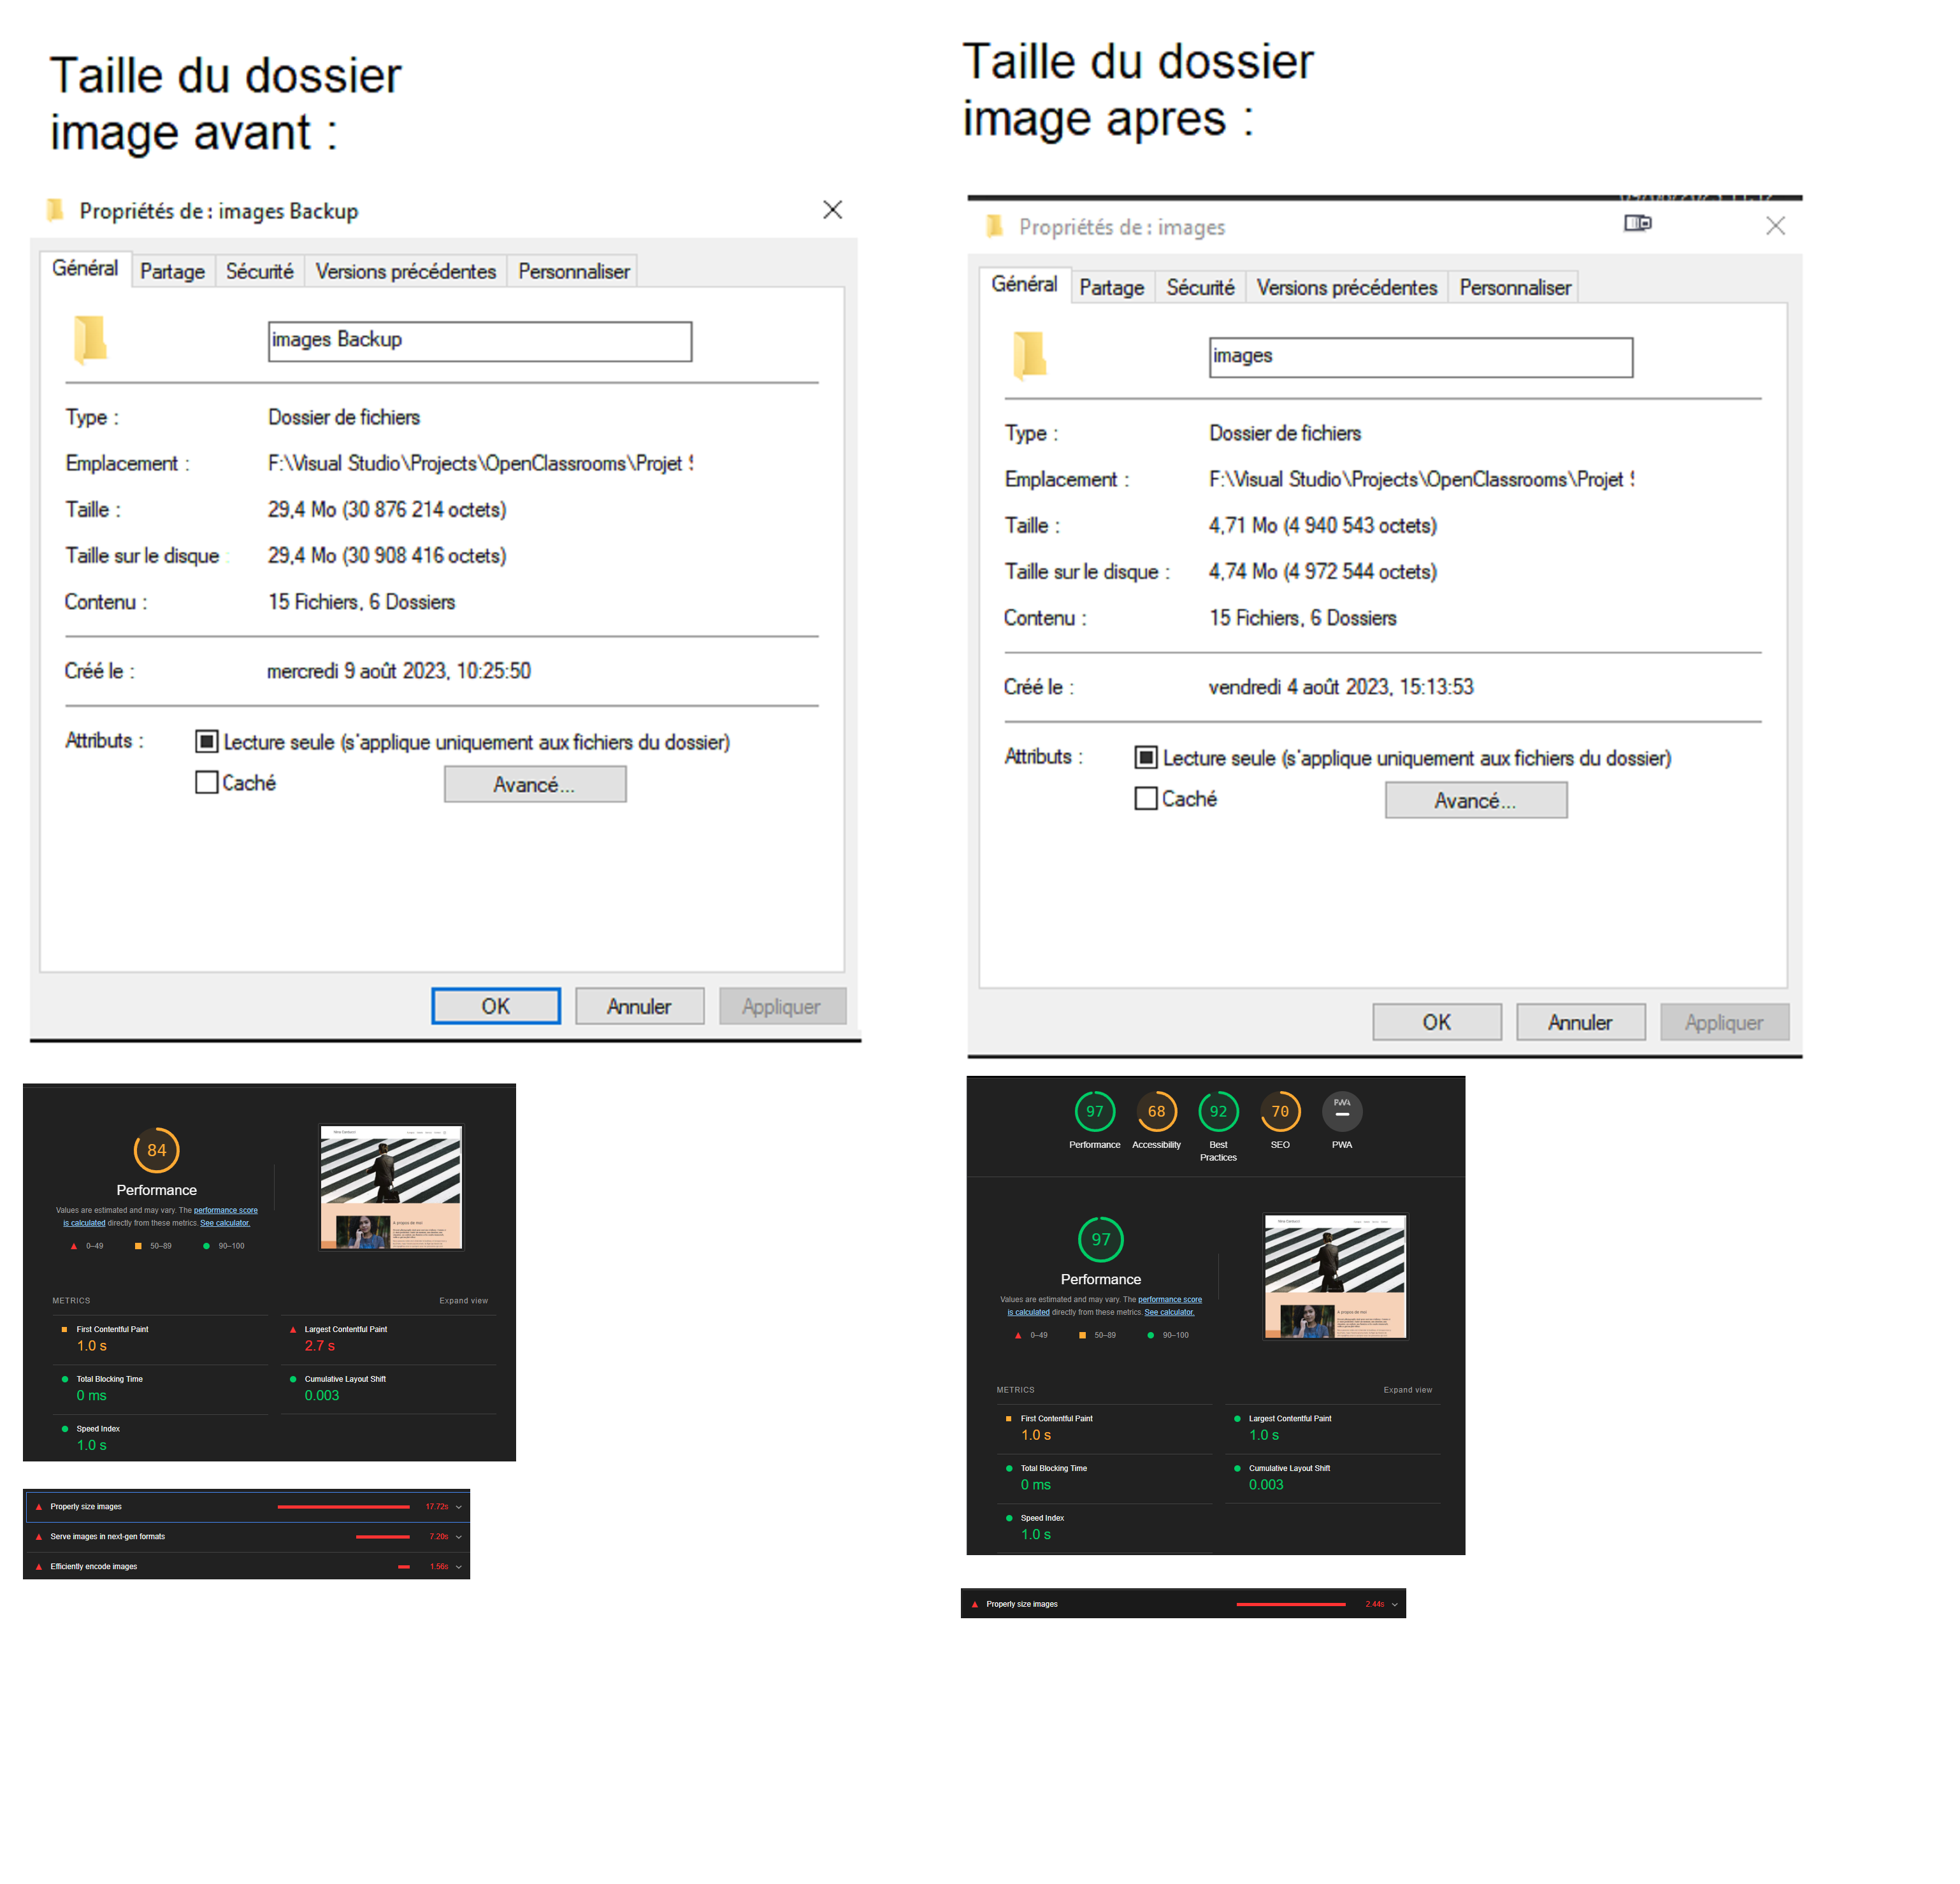 Taille du dossier
image avant :
Propriétés de : images Backup
Général Partage Sécurité Versions précédentes Personnaliser
images Backup
Type : Dossier de fichiers
Emplacement : F:\Visual Studio\Projects\OpenClassrooms\Projet
Taille : 29,4 Mo (30 876 214 octets)
Taille sur le disque : 29,4 Mo (30 908 416 octets)
Contenu : 15 Fichiers, 6 Dossiers
Créé le : mercredi 9 août 2023, 10:25:50
Attributs : Lecture seule (s'applique uniquement aux fichiers du dossier)
Caché Avancé...
OK Annuler Appliquer
84
Performance
Values are estimated and may vary. The performance score
is calculated directly from these metrics. See calculator.
0–49 50–89 90–100
A propos de moi
METRICS Expand view
First Contentful Paint
1.0 s
Largest Contentful Paint
2.7 s
Total Blocking Time
0 ms
Cumulative Layout Shift
0.003
Speed Index
1.0 s
Properly size images 17.72s
Serve images in next-gen formats 7.20s
Efficiently encode images 1.56s
Taille du dossier
image apres :
Propriétés de : images
Général Partage Sécurité Versions précédentes Personnaliser
images
Type : Dossier de fichiers
Emplacement : F:\Visual Studio\Projects\OpenClassrooms\Projet
Taille : 4,71 Mo (4 940 543 octets)
Taille sur le disque : 4,74 Mo (4 972 544 octets)
Contenu : 15 Fichiers, 6 Dossiers
Créé le : vendredi 4 août 2023, 15:13:53
Attributs : Lecture seule (s'applique uniquement aux fichiers du dossier)
Caché Avancé...
OK Annuler Appliquer
97 68 92 70 PWA
Performance Accessibility Best
Practices SEO PWA
97
Performance
Values are estimated and may vary. The performance score
is calculated directly from these metrics. See calculator.
0–49 50–89 90–100
A propos de moi
METRICS Expand view
First Contentful Paint
1.0 s
Largest Contentful Paint
1.0 s
Total Blocking Time
0 ms
Cumulative Layout Shift
0.003
Speed Index
1.0 s
Properly size images 2.44s